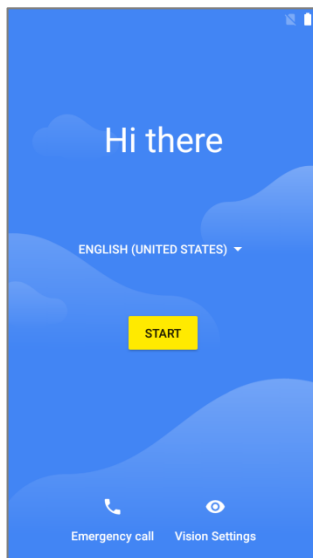 Hi there
ENGLISH (UNITED STATES)
START
Emergency call Vision Settings